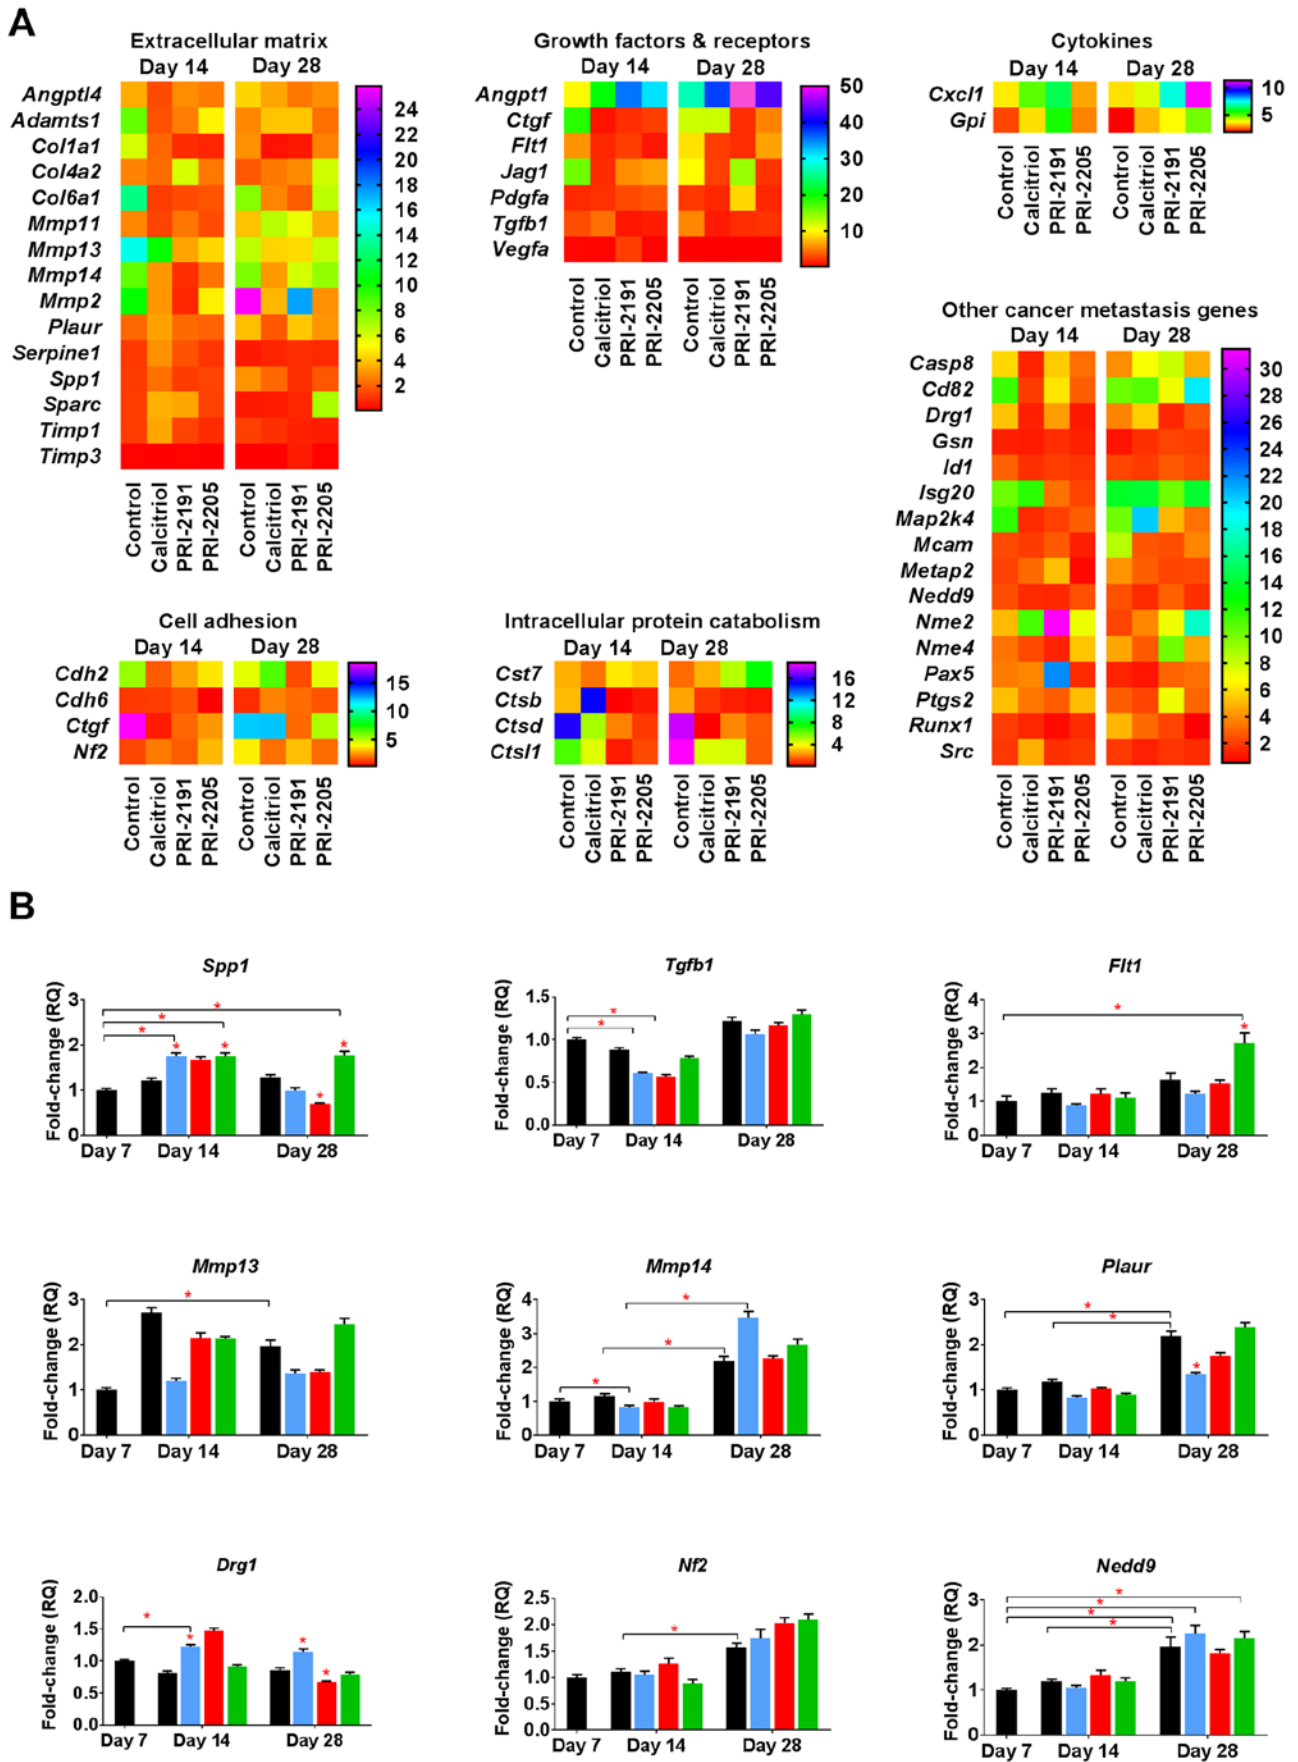 A
Extracellular matrix
Day 14 Day 28
Angptl4
Adamts1
Col1a1
Col4a2
Col6a1
Mmp11
Mmp13
Mmp14
Mmp2
Plaur
Serpine1
Spp1
Sparc
Timp1
Timp3
24
22
20
18
16
14
12
10
8
6
4
2
Control
Calcitriol
PRI-2191
PRI-2205
Control
Calcitriol
PRI-2191
PRI-2205
Growth factors & receptors
Day 14 Day 28
Angpt1
Ctgf
Flt1
Jag1
Pdgfa
Tgfb1
Vegfa
50
40
30
20
10
Control
Calcitriol
PRI-2191
PRI-2205
Control
Calcitriol
PRI-2191
PRI-2205
Cytokines
Day 14 Day 28
Cxcl1
Gpi
10
5
Control
Calcitriol
PRI-2191
PRI-2205
Control
Calcitriol
PRI-2191
PRI-2205
Other cancer metastasis genes
Day 14 Day 28
Casp8
Cd82
Drg1
Gsn
Id1
Isg20
Map2k4
Mcam
Metap2
Nedd9
Nme2
Nme4
Pax5
Ptgs2
Runx1
Src
30
28
26
24
22
20
18
16
14
12
10
8
6
4
2
Control
Calcitriol
PRI-2191
PRI-2205
Control
Calcitriol
PRI-2191
PRI-2205
Cell adhesion
Day 14 Day 28
Cdh2
Cdh6
Ctgf
Nf2
15
10
5
Control
Calcitriol
PRI-2191
PRI-2205
Control
Calcitriol
PRI-2191
PRI-2205
Intracellular protein catabolism
Day 14 Day 28
Cst7
Ctsb
Ctsd
Ctsl1
16
12
8
4
Control
Calcitriol
PRI-2191
PRI-2205
Control
Calcitriol
PRI-2191
PRI-2205
B
Spp1
Fold-change (RQ)
3
2
1
0
* * * * * * *
Day 7 Day 14 Day 28
Tgfb1
Fold-change (RQ)
1.5
1.0
0.5
0.0
* *
Day 7 Day 14 Day 28
Flt1
Fold-change (RQ)
4
3
2
1
0
* *
Day 7 Day 14 Day 28
Mmp13
Fold-change (RQ)
3
2
1
0
*
Day 7 Day 14 Day 28
Mmp14
Fold-change (RQ)
4
3
2
1
0
* * *
Day 7 Day 14 Day 28
Plaur
Fold-change (RQ)
3
2
1
0
* * *
Day 7 Day 14 Day 28
Drg1
Fold-change (RQ)
2.0
1.5
1.0
0.5
0.0
* * * *
Day 7 Day 14 Day 28
Nf2
Fold-change (RQ)
2.5
2.0
1.5
1.0
0.5
0.0
*
Day 7 Day 14 Day 28
Nedd9
Fold-change (RQ)
3
2
1
0
* * * *
Day 7 Day 14 Day 28